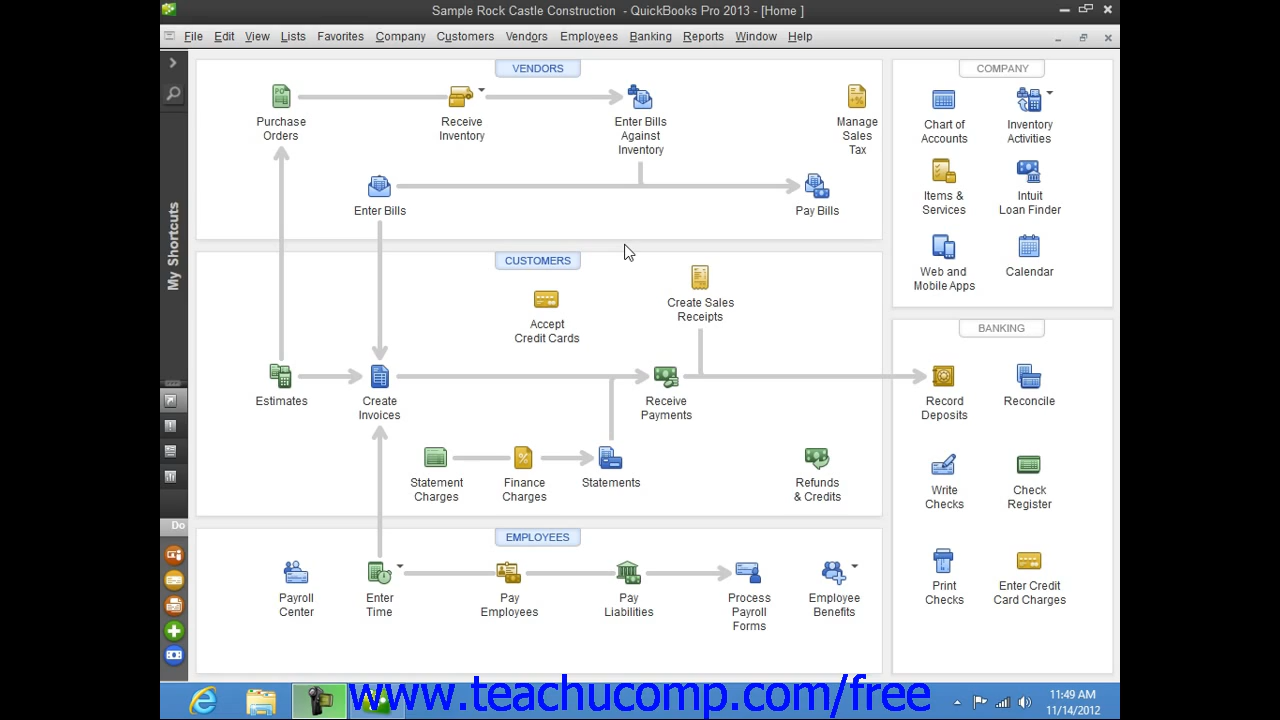 Sample Rock Castle Construction - QuickBooks Pro 2013 - [Home ]
File Edit View Lists Favorites Company Customers Vendors Employees Banking Reports Window Help
My Shortcuts
Do
VENDORS
Purchase
Orders
Receive
Inventory
Enter Bills
Against
Inventory
Manage
Sales
Tax
Enter Bills
Pay Bills
CUSTOMERS
Accept
Credit Cards
Create Sales
Receipts
Estimates
Create
Invoices
Receive
Payments
Statement
Charges
Finance
Charges
Statements
Refunds
& Credits
EMPLOYEES
Payroll
Center
Enter
Time
Pay
Employees
Pay
Liabilities
Process
Payroll
Forms
Employee
Benefits
COMPANY
Chart of
Accounts
Inventory
Activities
Items &
Services
Intuit
Loan Finder
Web and
Mobile Apps
Calendar
BANKING
Record
Deposits
Reconcile
Write
Checks
Check
Register
Print
Checks
Enter Credit
Card Charges
www.teachucomp.com/free
11:49 AM
11/14/2012